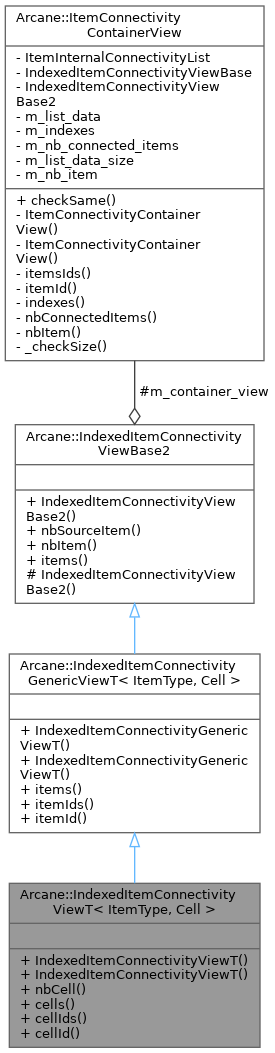 Arcane::ItemConnectivity
ContainerView
- ItemInternalConnectivityList
- IndexedItemConnectivityViewBase
- IndexedItemConnectivityView
Base2
- m_list_data
- m_indexes
- m_nb_connected_items
- m_list_data_size
- m_nb_item
+ checkSame()
- ItemConnectivityContainer
View()
- ItemConnectivityContainer
View()
- itemsIds()
- itemId()
- indexes()
- nbConnectedItems()
- nbItem()
- _checkSize()
#m_container_view
Arcane::IndexedItemConnectivity
ViewBase2
+ IndexedItemConnectivityView
Base2()
+ nbSourceItem()
+ nbItem()
+ items()
# IndexedItemConnectivityView
Base2()
Arcane::IndexedItemConnectivity
GenericViewT< ItemType, Cell >
+ IndexedItemConnectivityGeneric
ViewT()
+ IndexedItemConnectivityGeneric
ViewT()
+ items()
+ itemIds()
+ itemId()
Arcane::IndexedItemConnectivity
ViewT< ItemType, Cell >
+ IndexedItemConnectivityViewT()
+ IndexedItemConnectivityViewT()
+ nbCell()
+ cells()
+ cellIds()
+ cellId()